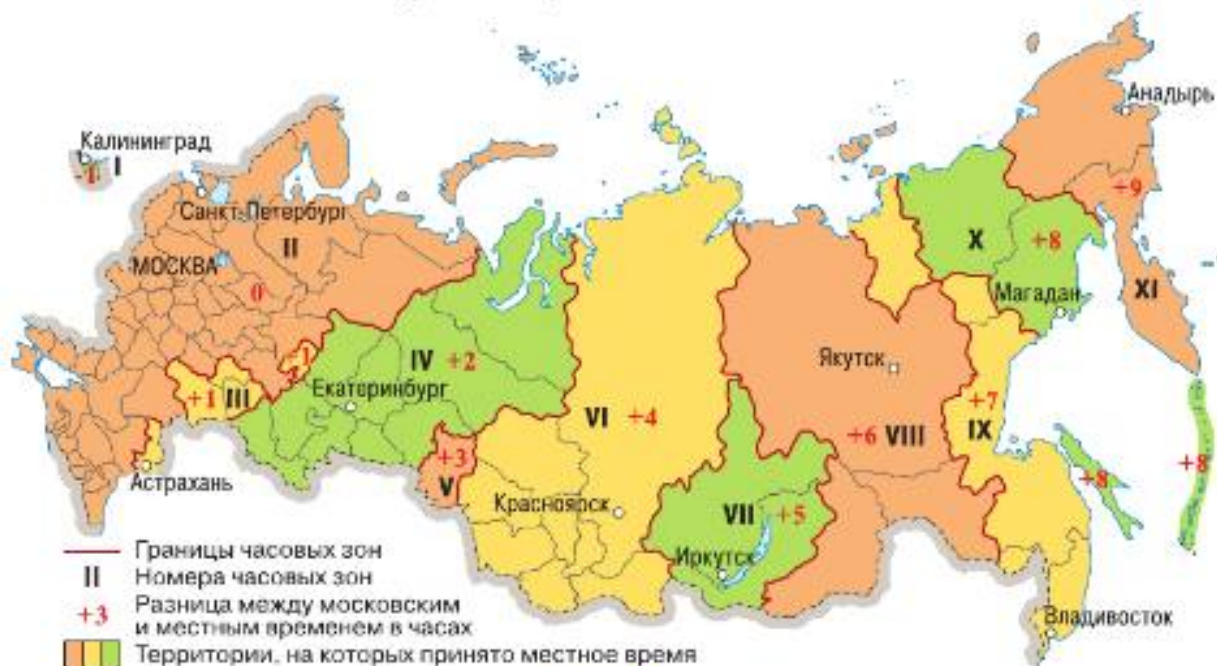 Анадырь
Калининград
I
-1
Санкт-Петербург
II
+9
МОСКВА
X
+8
0
Магадан
XI
IV
+2
Якутск
-1
+1
III
Екатеринбург
VI
+4
+7
+6
VIII
IX
+3
V
Астрахань
+8
+8
Красноярск
VII
+5
Границы часовых зон
Иркутск
II
Номера часовых зон
+3
Разница между московским
и местным временем в часах
Владивосток
Территории, на которых принято местное время